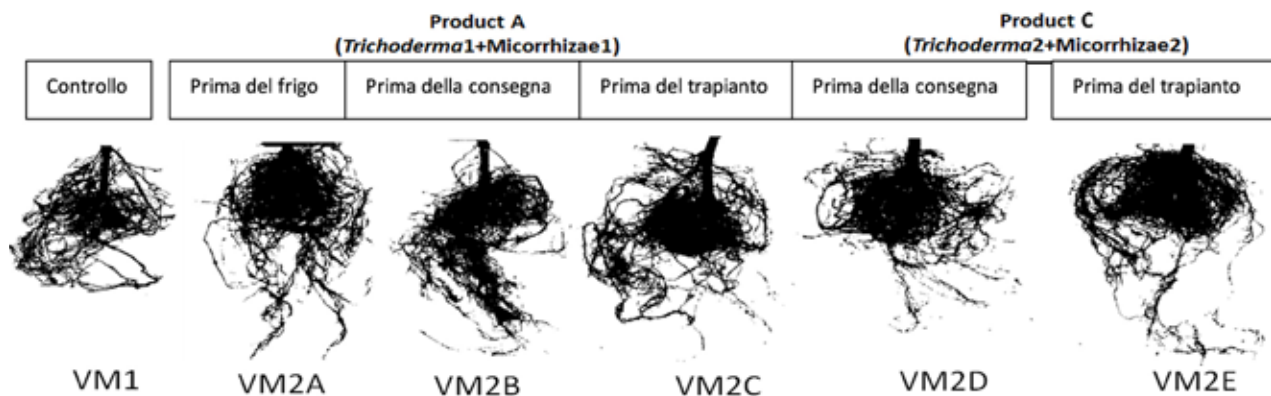 Product A
(Trichoderma1+Micorrhizae1)
Product C
(Trichoderma2+Micorrhizae2)
Controllo
Prima del frigo
Prima della consegna
Prima del trapianto
Prima della consegna
Prima del trapianto
VM1
VM2A
VM2B
VM2C
VM2D
VM2E